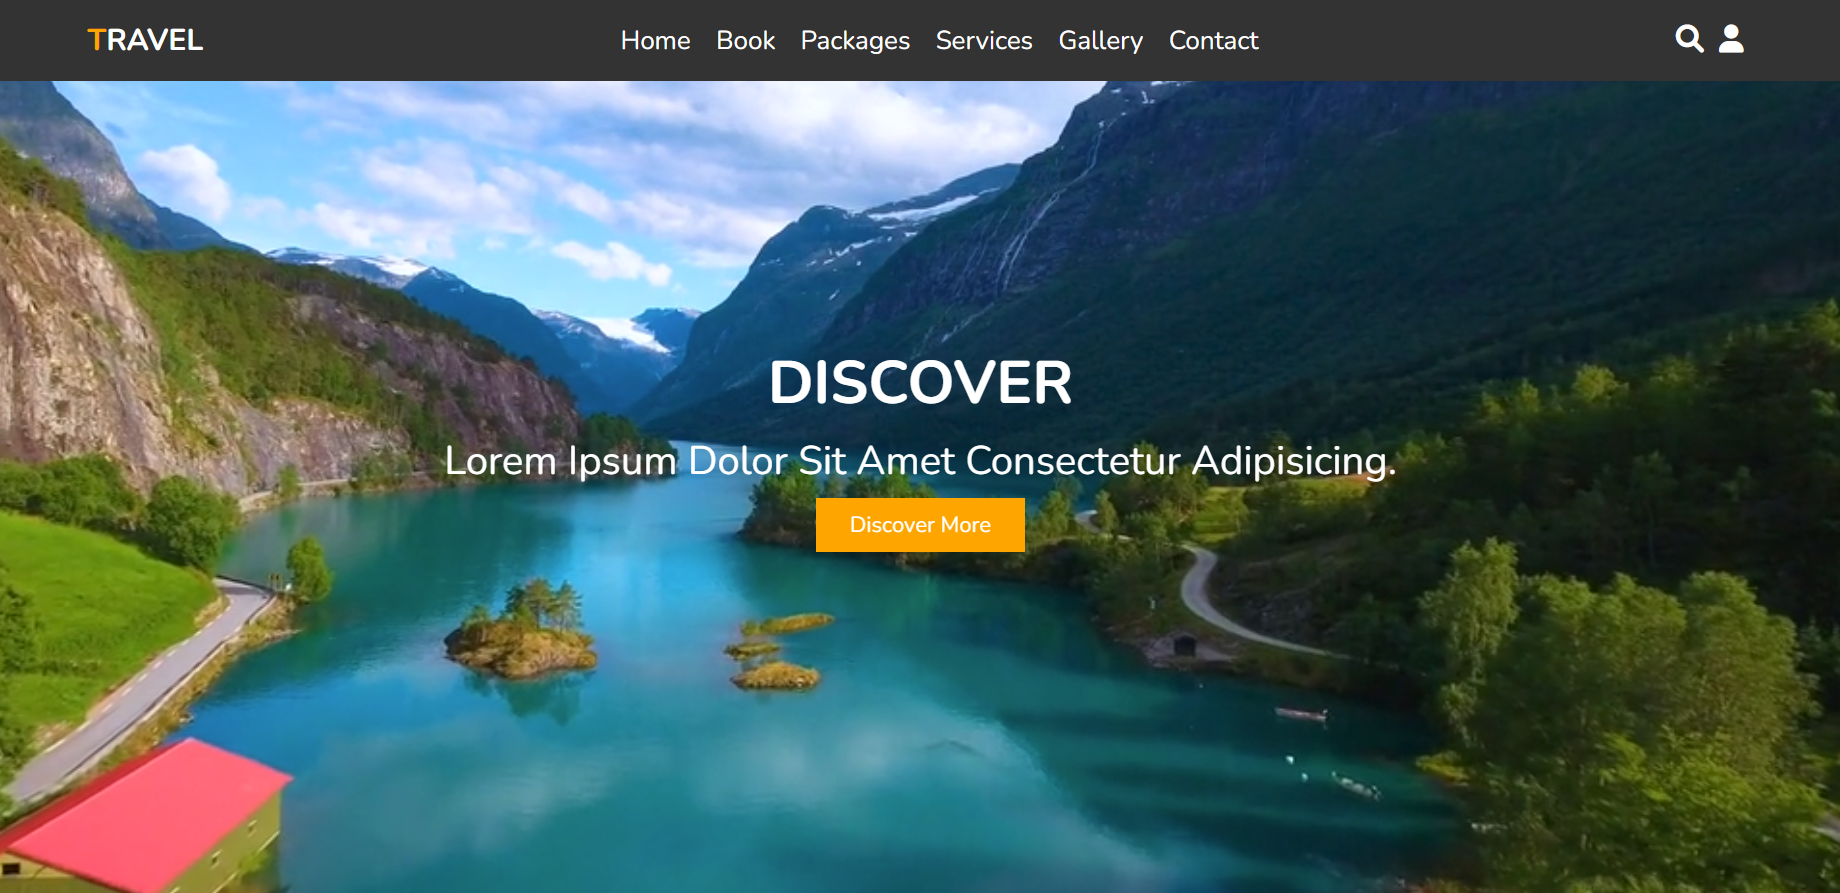 TRAVEL
Home Book Packages Services Gallery Contact
DISCOVER
Lorem Ipsum Dolor Sit Amet Consectetur Adipisicing.
Discover More